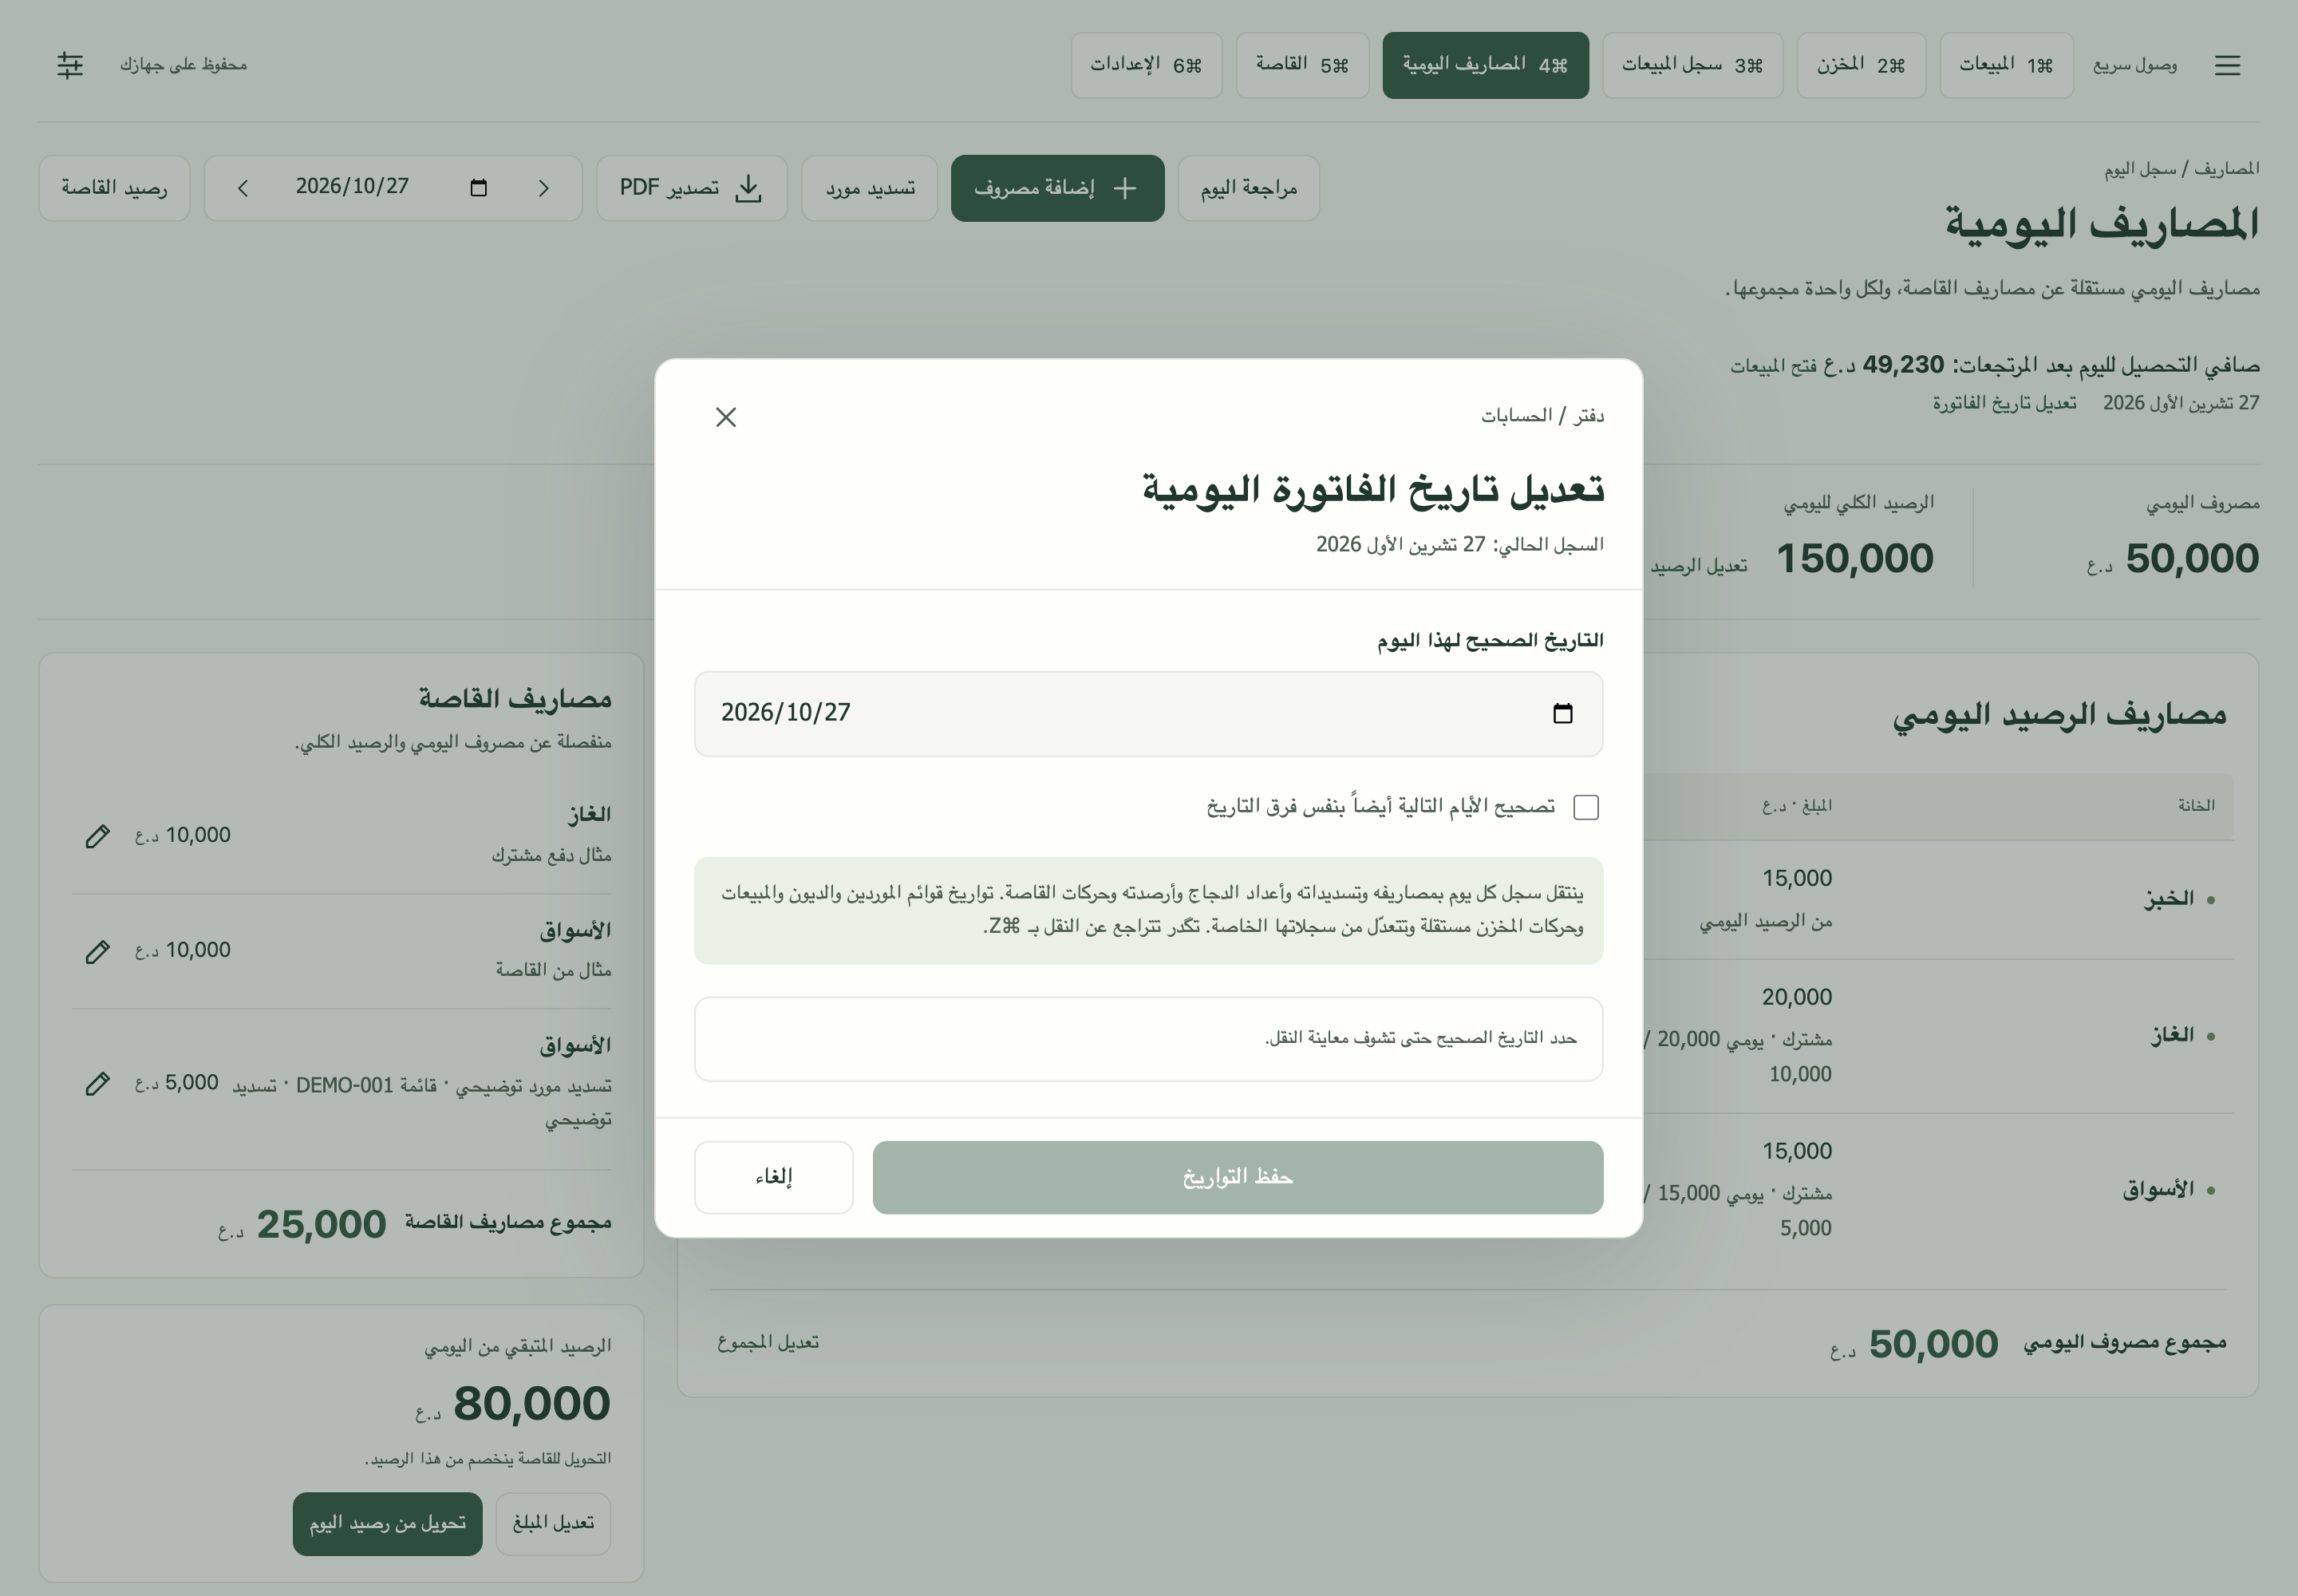 وصول سريع
⌘1 المبيعات
⌘2 المخزن
⌘3 سجل المبيعات
⌘4 المصاريف اليومية
⌘5 القاصة
⌘6 الإعدادات
محفوظ على جهازك
المصاريف / سجل اليوم
المصاريف اليومية
مصاريف اليومي مستقلة عن مصاريف القاصة، ولكل واحدة مجموعها.
مراجعة اليوم
إضافة مصروف
تسديد مورد
تصدير PDF
2026/10/27
رصيد القاصة
صافي التحصيل لليوم بعد المرتجعات: 49,230 د.ع فتح المبيعات
27 تشرين الأول 2026 تعديل تاريخ الفاتورة
مصروف اليومي
50,000 د.ع
الرصيد الكلي لليومي
150,000 تعديل الرصيد
دفتر / الحسابات
تعديل تاريخ الفاتورة اليومية
السجل الحالي: 27 تشرين الأول 2026
التاريخ الصحيح لهذا اليوم
2026/10/27
تصحيح الأيام التالية أيضاً بنفس فرق التاريخ
ينتقل سجل كل يوم بمصاريفه وتسديداته وأعداد الدجاج وأرصدته وحركات القاصة. تواريخ قوائم الموردين والديون والمبيعات
وحركات المخزن مستقلة وتتعدّل من سجلاتها الخاصة. تگدر تتراجع عن النقل بـ ⌘Z.
حدد التاريخ الصحيح حتى تشوف معاينة النقل.
حفظ التواريخ
إلغاء
مصاريف الرصيد اليومي
الخانة
المبلغ · د.ع
الخبز
15,000
من الرصيد اليومي
الغاز
20,000
مشترك · يومي 20,000 /
10,000
الأسواق
15,000
مشترك · يومي 15,000 /
5,000
مجموع مصروف اليومي 50,000 د.ع
تعديل المجموع
مصاريف القاصة
منفصلة عن مصروف اليومي والرصيد الكلي.
الغاز
مثال دفع مشترك
10,000 د.ع
الأسواق
مثال من القاصة
10,000 د.ع
الأسواق
تسديد مورد توضيحي · قائمة DEMO-001 · تسديد
توضيحي
5,000 د.ع
مجموع مصاريف القاصة 25,000 د.ع
الرصيد المتبقي من اليومي
80,000 د.ع
التحويل للقاصة ينخصم من هذا الرصيد.
تعديل المبلغ
تحويل من رصيد اليوم